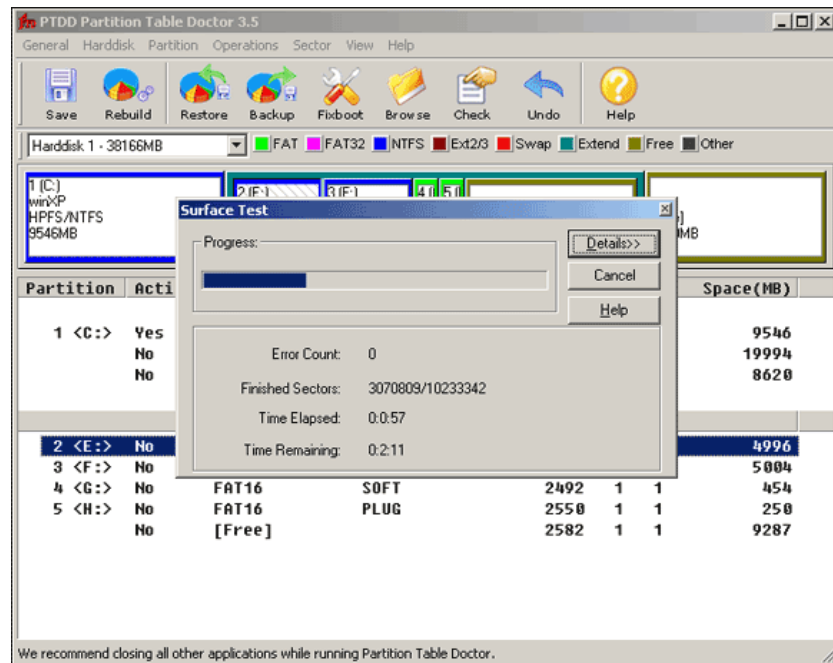 PTDD Partition Table Doctor 3.5
General Harddisk Partition Operations Sector View Help
Save Rebuild Restore Backup Fixboot Browse Check Undo Help
Harddisk 1 - 38166MB FAT FAT32 NTFS Ext2/3 Swap Extend Free Other
1 (C:)
winXP
HPFS/NTFS
9546MB
Surface Test
Progress:
Details>>
Cancel
Help
Error Count: 0
Finished Sectors: 3070809/10233342
Time Elapsed: 0:0:57
Time Remaining: 0:2:11
Partition Acti Space(MB)
1 <C:> Yes 9546
No 19994
No 8620
2 <E:> No 4996
3 <F:> No 5004
4 <G:> No FAT16 SOFT 2492 1 1 454
5 <H:> No FAT16 PLUG 2550 1 1 250
No [Free] 2582 1 1 9287
We recommend closing all other applications while running Partition Table Doctor.